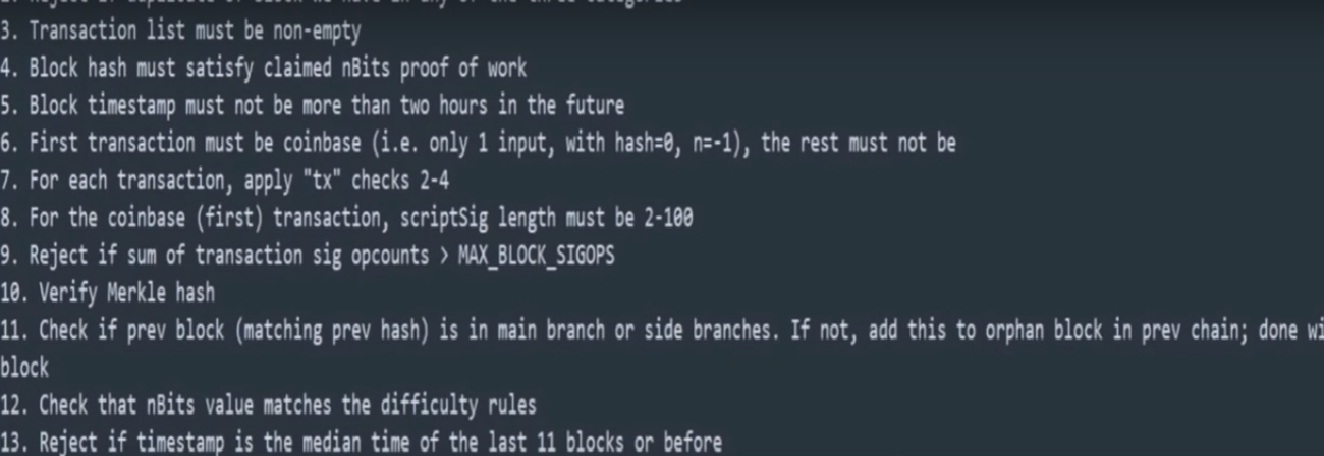 3. Transaction list must be non-empty
4. Block hash must satisfy claimed nBits proof of work
5. Block timestamp must not be more than two hours in the future
6. First transaction must be coinbase (i.e. only 1 input, with hash=0, n=-1), the rest must not be
7. For each transaction, apply "tx" checks 2-4
8. For the coinbase (first) transaction, scriptSig length must be 2-100
9. Reject if sum of transaction sig opcounts > MAX_BLOCK_SIGOPS
10. Verify Merkle hash
11. Check if prev block (matching prev hash) is in main branch or side branches. If not, add this to orphan block in prev chain; done wi
block
12. Check that nBits value matches the difficulty rules
13. Reject if timestamp is the median time of the last 11 blocks or before